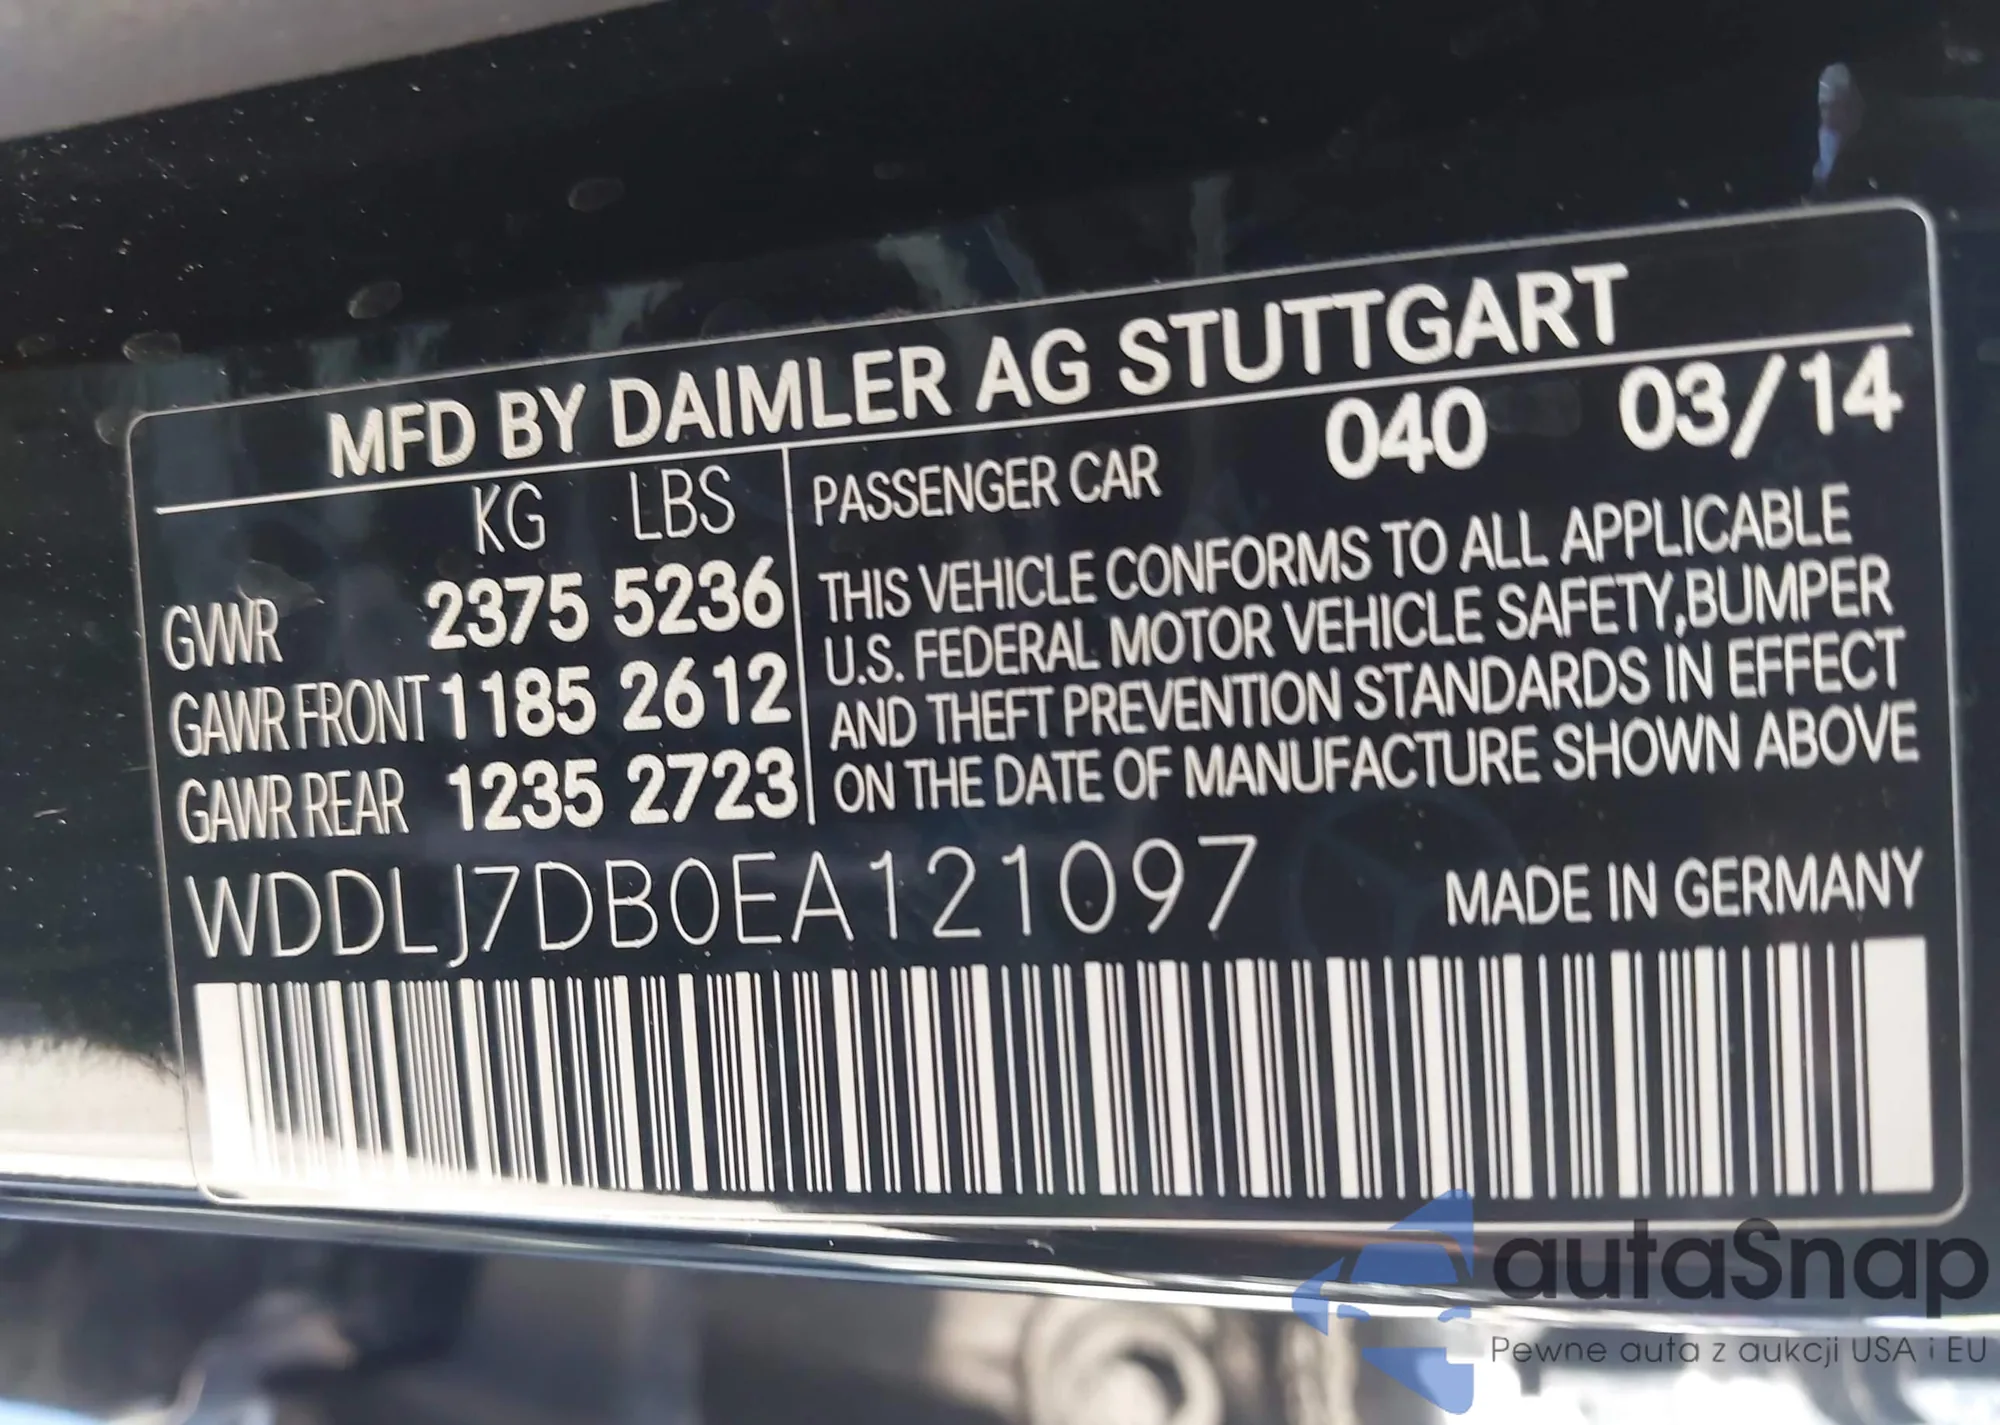 MFD BY DAIMLER AG STUTTGART
KG LBS
GVWR 2375 5236
GAWR FRONT 1185 2612
GAWR REAR 1235 2723
PASSENGER CAR 040 03/14
THIS VEHICLE CONFORMS TO ALL APPLICABLE
U.S. FEDERAL MOTOR VEHICLE SAFETY,BUMPER
AND THEFT PREVENTION STANDARDS IN EFFECT
ON THE DATE OF MANUFACTURE SHOWN ABOVE
WDDLJ7DB0EA121097
MADE IN GERMANY
autaSnap
Pewne auta z aukcji USA i EU